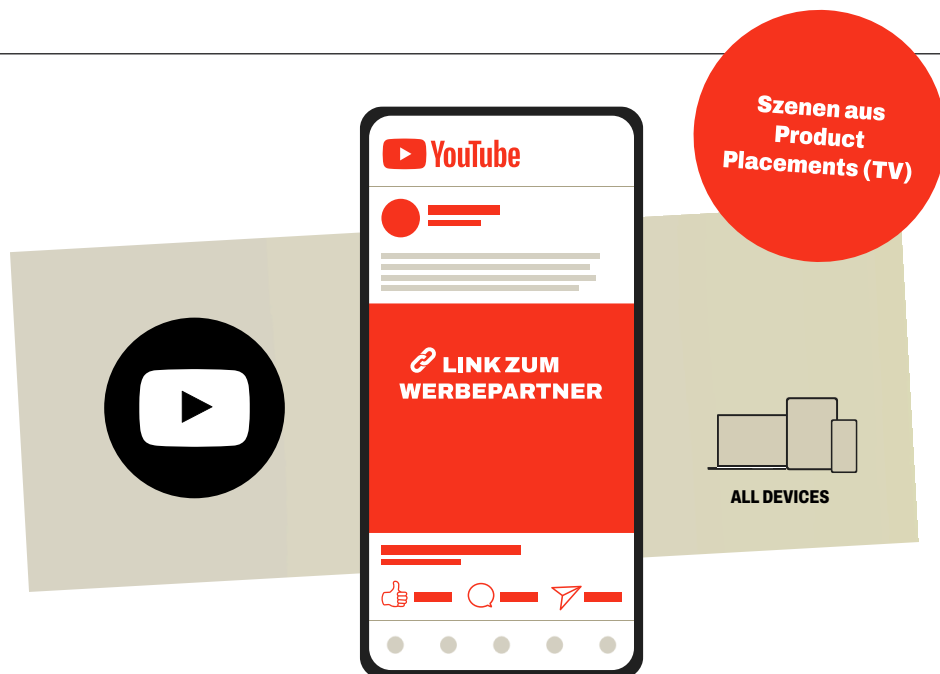 Szenen aus
Product
Placements (TV)
YouTube
LINK ZUM
WERBEPARTNER
ALL DEVICES